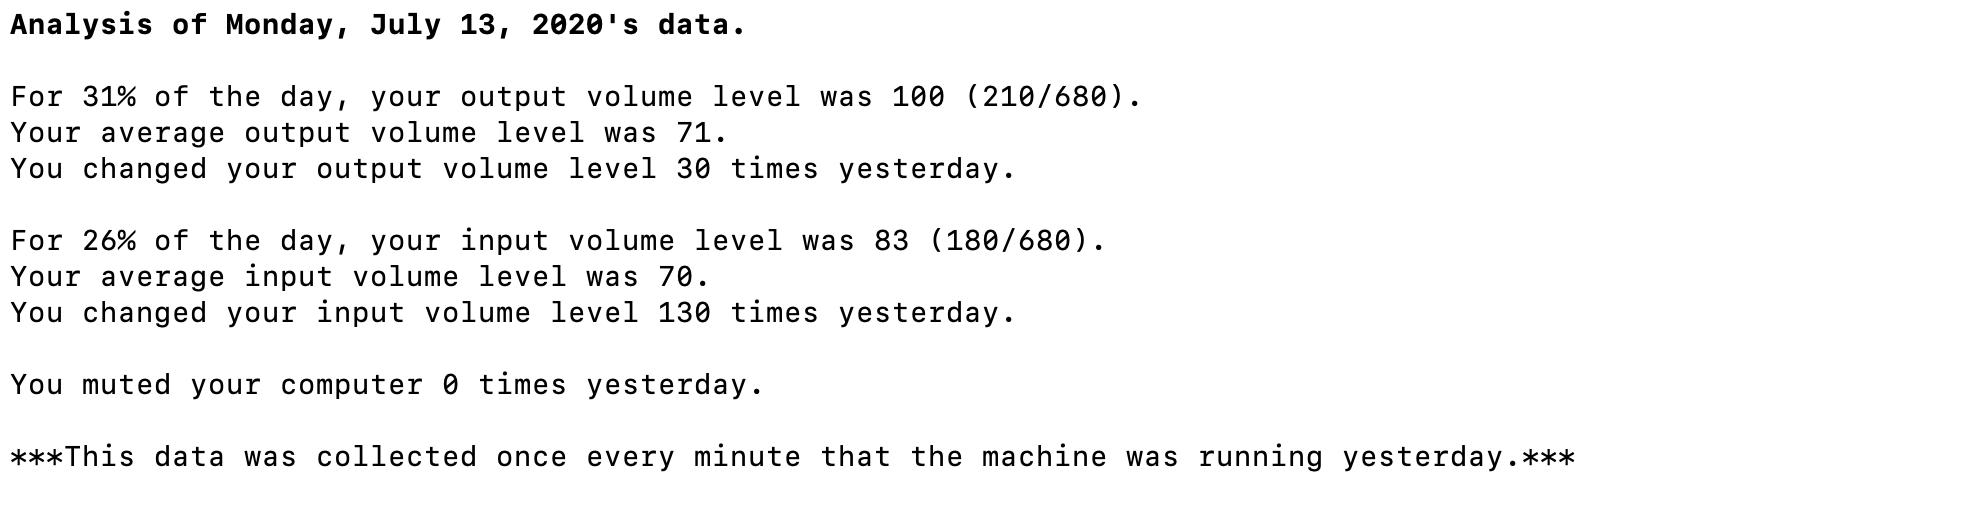 Analysis of Monday, July 13, 2020's data.
For 31% of the day, your output volume level was 100 (210/680).
Your average output volume level was 71.
You changed your output volume level 30 times yesterday.
For 26% of the day, your input volume level was 83 (180/680).
Your average input volume level was 70.
You changed your input volume level 130 times yesterday.
You muted your computer 0 times yesterday.
***This data was collected once every minute that the machine was running yesterday.***